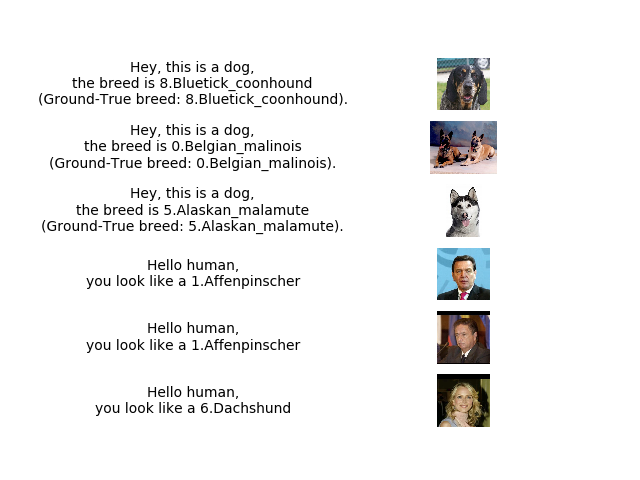 Hey, this is a dog,
the breed is 8.Bluetick_coonhound
(Ground-True breed: 8.Bluetick_coonhound).
Hey, this is a dog,
the breed is 0.Belgian_malinois
(Ground-True breed: 0.Belgian_malinois).
Hey, this is a dog,
the breed is 5.Alaskan_malamute
(Ground-True breed: 5.Alaskan_malamute).
Hello human,
you look like a 1.Affenpinscher
Hello human,
you look like a 1.Affenpinscher
Hello human,
you look like a 6.Dachshund